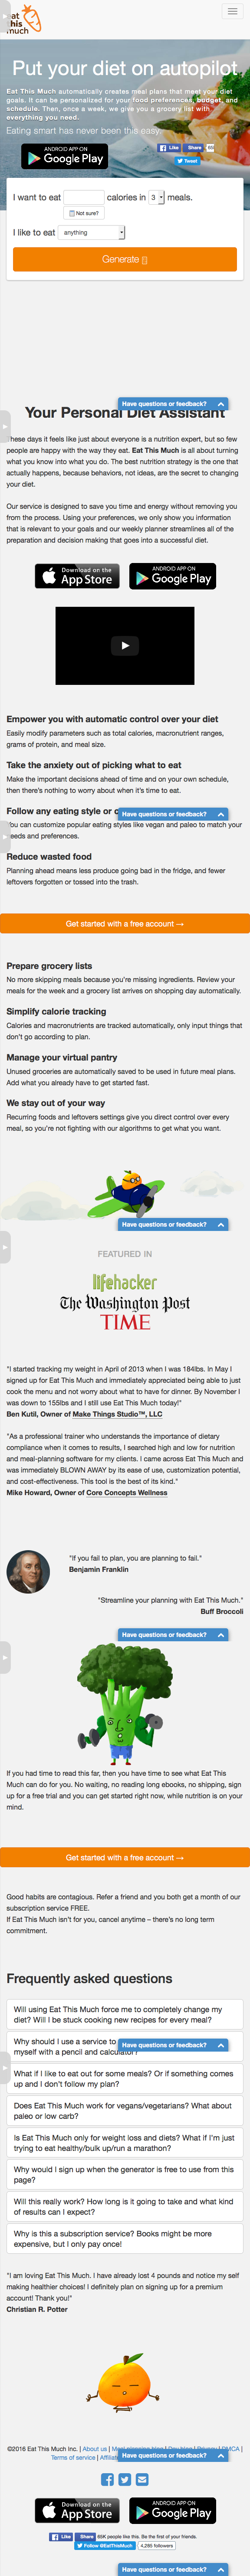 eat
this
much
Put your diet on autopilot
Eat This Much automatically creates meal plans that meet your diet
goals. It can be personalized for your food preferences, budget, and
schedule. Then, once a week, we give you a grocery list with
everything you need.
Eating smart has never been this easy.
ANDROID APP ON
Google Play
Like Share
Tweet
I want to eat calories in 3 meals.
Not sure?
I like to eat anything
Generate
Have questions or feedback?
Your Personal Diet Assistant
These days it feels like just about everyone is a nutrition expert, but so few
people are happy with the way they eat. Eat This Much is all about turning
what you know into what you do. The best nutrition strategy is the one that
actually happens, because behaviors, not ideas, are the secret to changing
your diet.
Our service is designed to save you time and energy without removing you
from the process. Using your preferences, we only show you information
that is relevant to your goals and our weekly planner streamlines all of the
preparation and decision making that goes into a successful diet.
Download on the
App Store
ANDROID APP ON
Google Play
Empower you with automatic control over your diet
Easily modify parameters such as total calories, macronutrient ranges,
grams of protein, and meal size.
Take the anxiety out of picking what to eat
Make the important decisions ahead of time and on your own schedule,
then there's nothing to worry about when it's time to eat.
Follow any eating style or
Have questions or feedback?
You can customize popular eating styles like vegan and paleo to match your
needs and preferences.
Reduce wasted food
Planning ahead means less produce going bad in the fridge, and fewer
leftovers forgotten or tossed into the trash.
Get started with a free account →
Prepare grocery lists
No more skipping meals because you're missing ingredients. Review your
meals for the week and a grocery list arrives on shopping day automatically.
Simplify calorie tracking
Calories and macronutrients are tracked automatically, only input things that
don't go according to plan.
Manage your virtual pantry
Unused groceries are automatically saved to be used in future meal plans.
Add what you already have to get started fast.
We stay out of your way
Recurring foods and leftovers settings give you direct control over every
meal, so you're not fighting with our algorithms to get what you want.
Have questions or feedback?
FEATURED IN
lifehacker
The Washington Post
TIME
"I started tracking my weight in April of 2013 when I was 184lbs. In May I
signed up for Eat This Much and immediately appreciated being able to just
cook the menu and not worry about what to have for dinner. By November I
was down to 155lbs and I still use Eat This Much today!"
Ben Kutil, Owner of Make Things Studio™, LLC
"As a professional trainer who understands the importance of dietary
compliance when it comes to results, I searched high and low for nutrition
and meal-planning software for my clients. I came across Eat This Much and
was immediately BLOWN AWAY by its ease of use, customization potential,
and cost-effectiveness. This tool is the best of its kind."
Mike Howard, Owner of Core Concepts Wellness
"If you fail to plan, you are planning to fail."
Benjamin Franklin
"Streamline your planning with Eat This Much."
Buff Broccoli
Have questions or feedback?
If you had time to read this far, then you have time to see what Eat This
Much can do for you. No waiting, no reading long ebooks, no shipping, sign
up for a free trial and you can get started right now, while nutrition is on your
mind.
Get started with a free account →
Good habits are contagious. Refer a friend and you both get a month of our
subscription service FREE.
If Eat This Much isn't for you, cancel anytime – there's no long term
commitment.
Frequently asked questions
Will using Eat This Much force me to completely change my
diet? Will I be stuck cooking new recipes for every meal?
Why should I use a service to
Have questions or feedback?
myself with a pencil and calculator?
What if I like to eat out for some meals? Or if something comes
up and I don't follow my plan?
Does Eat This Much work for vegans/vegetarians? What about
paleo or low carb?
Is Eat This Much only for weight loss and diets? What if I'm just
trying to eat healthy/bulk up/run a marathon?
Why would I sign up when the generator is free to use from this
page?
Will this really work? How long is it going to take and what kind
of results can I expect?
Why is this a subscription service? Books might be more
expensive, but I only pay once!
"I am loving Eat This Much. I have already lost 4 pounds and notice my self
making healthier choices! I definitely plan on signing up for a premium
account! Thank you!"
Christian R. Potter
©2016 Eat This Much Inc. | About us | Meal planning blog | Dev blog | Privacy | DMCA |
Terms of service | Affiliate
Have questions or feedback?
Download on the
App Store
ANDROID APP ON
Google Play
Like Share 85K people like this. Be the first of your friends.
Follow @EatThisMuch 4,285 followers
Have questions or feedback?